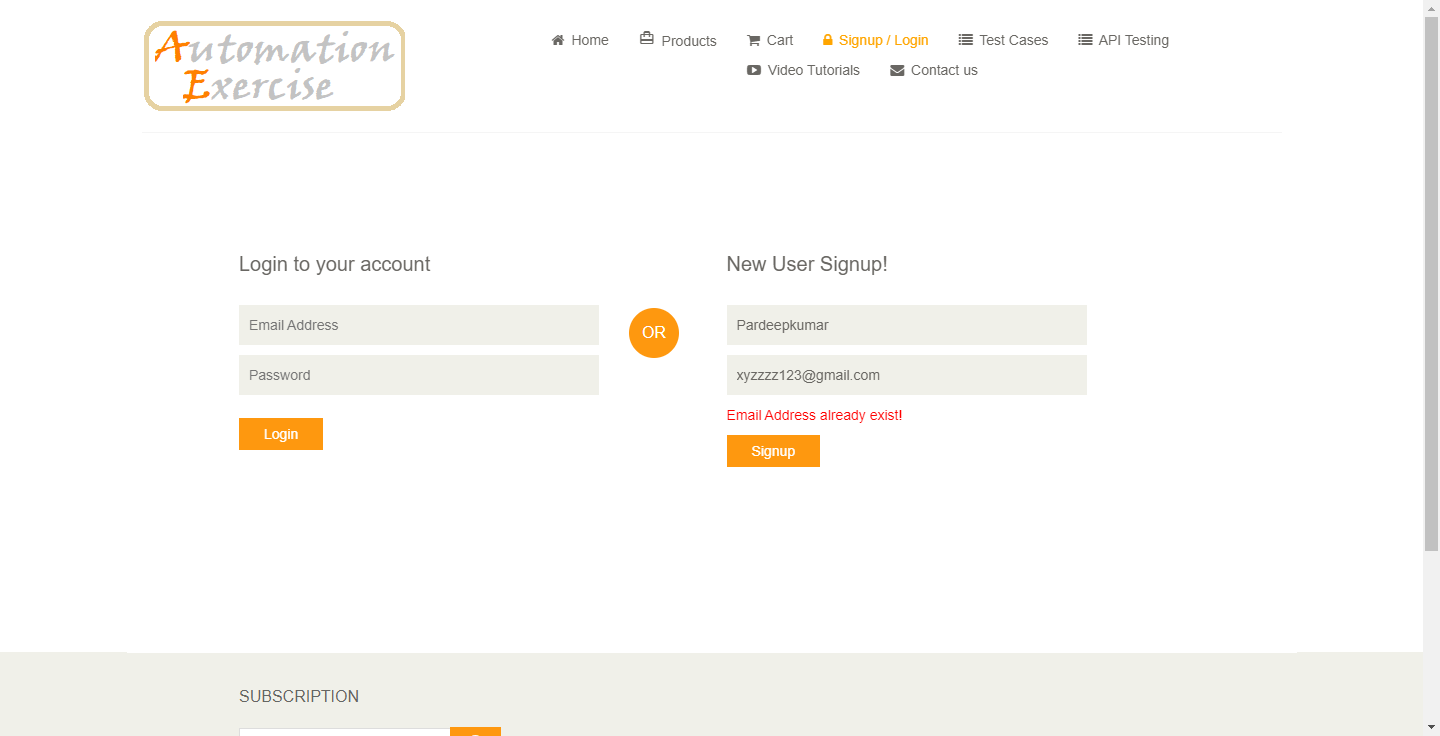 Automation
Exercise
Home
Products
Cart
Signup / Login
Test Cases
API Testing
Video Tutorials
Contact us
Login to your account
Email Address
Password
Login
OR
New User Signup!
Pardeepkumar
xyzzzz123@gmail.com
Email Address already exist!
Signup
SUBSCRIPTION